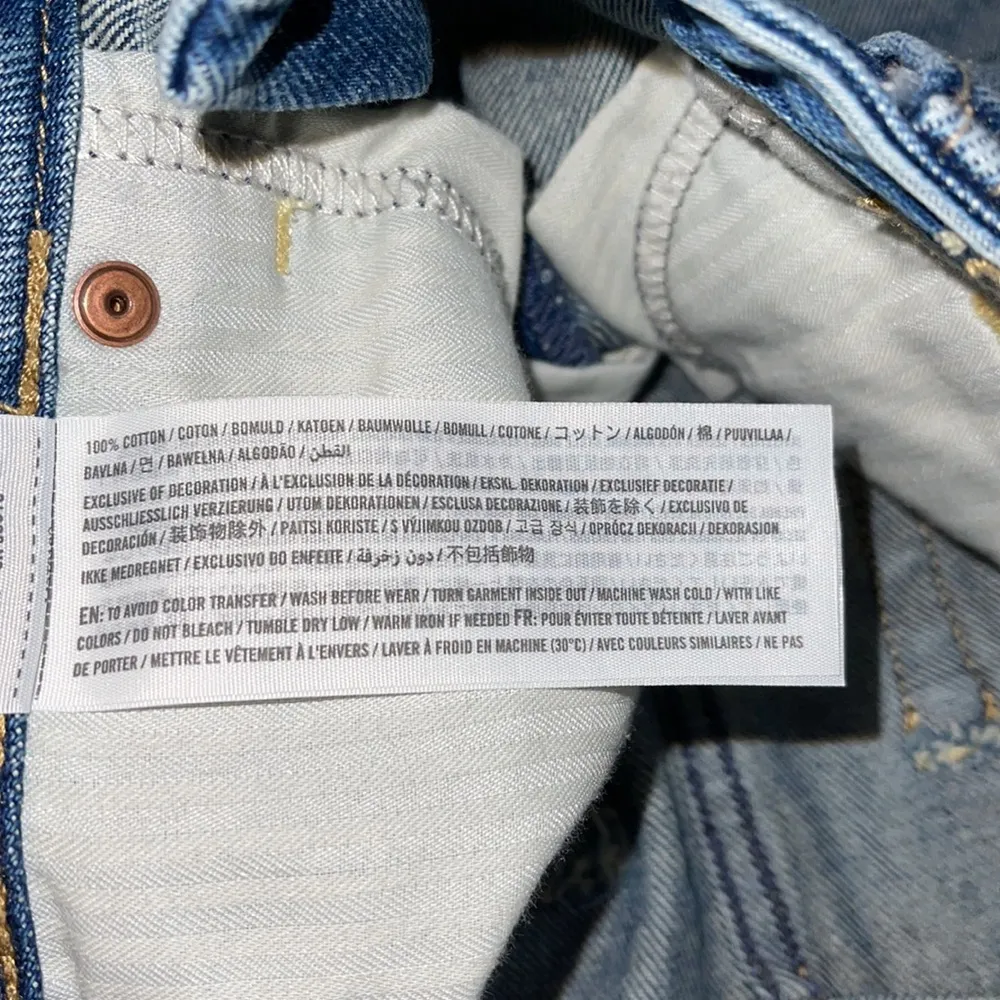 100% COTTON / COTON / BOMULD / KATOEN / BAUMWOLLE / BOMULL / COTONE / コットン / ALGODÓN / 棉 / PUUVILLAA /
BAVLNA / 면 / BAWEŁNA / ALGODÃO / القطن
EXCLUSIVE OF DECORATION / À L'EXCLUSION DE LA DÉCORATION / EKSKL. DEKORATION / EXCLUSIEF DECORATIE /
AUSSCHLIESSLICH VERZIERUNG / UTOM DEKORATIONEN / ESCLUSA DECORAZIONE / 装飾を除く / EXCLUSIVO DE
DECORACIÓN / 装饰物除外 / PAITSI KORISTE / S VÝJIMKOU OZDOB / 고급 장식 / OPRÓCZ DEKORACJI / DEKORASJON
IKKE MEDREGNET / EXCLUSIVO DO ENFEITE / دون زخرفة / 不包括飾物
EN: TO AVOID COLOR TRANSFER / WASH BEFORE WEAR / TURN GARMENT INSIDE OUT / MACHINE WASH COLD / WITH LIKE
COLORS / DO NOT BLEACH / TUMBLE DRY LOW / WARM IRON IF NEEDED FR: POUR ÉVITER TOUTE DÉTEINTE / LAVER AVANT
DE PORTER / METTRE LE VÊTEMENT À L'ENVERS / LAVER À FROID EN MACHINE (30°C) / AVEC COULEURS SIMILAIRES / NE PAS